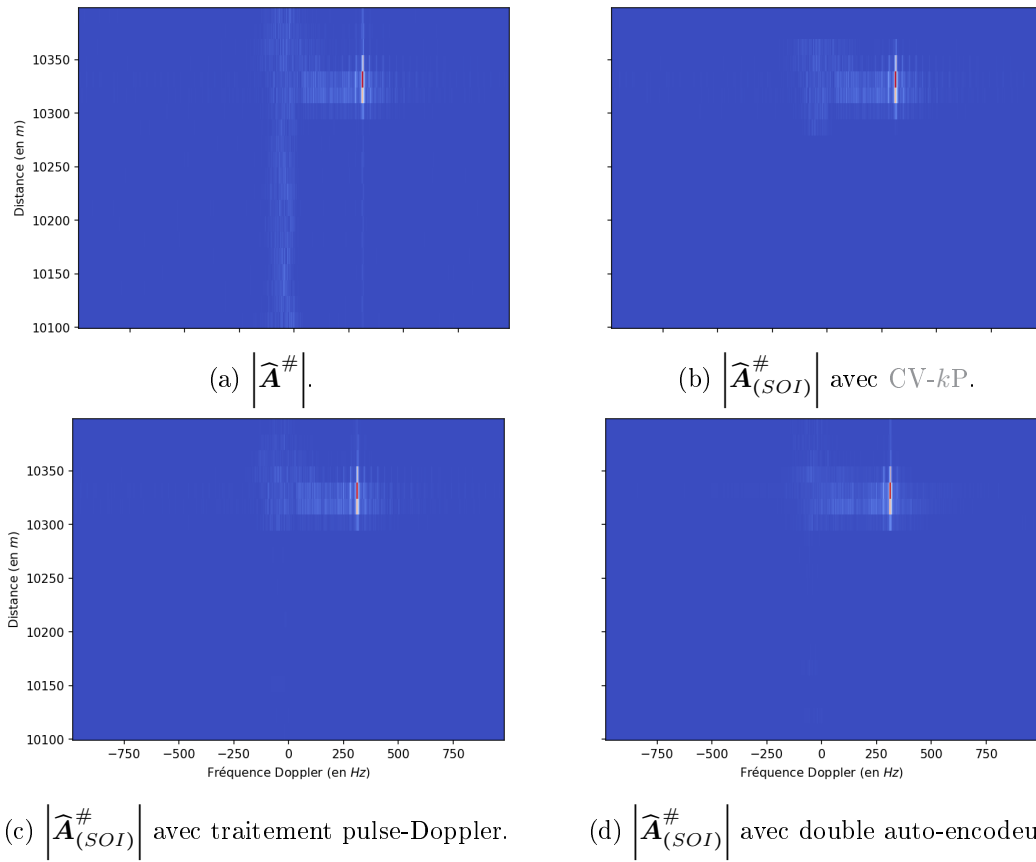 Distance (en m)
10350
10300
10250
10200
10150
10100
(a) |Â^#|.
(b) |Â^#_(SOI)| avec CV-kP.
Distance (en m)
10350
10300
10250
10200
10150
10100
−750 −500 −250 0 250 500 750
Fréquence Doppler (en Hz)
−750 −500 −250 0 250 500 750
Fréquence Doppler (en Hz)
(c) |Â^#_(SOI)| avec traitement pulse-Doppler.
(d) |Â^#_(SOI)| avec double auto-encodeu